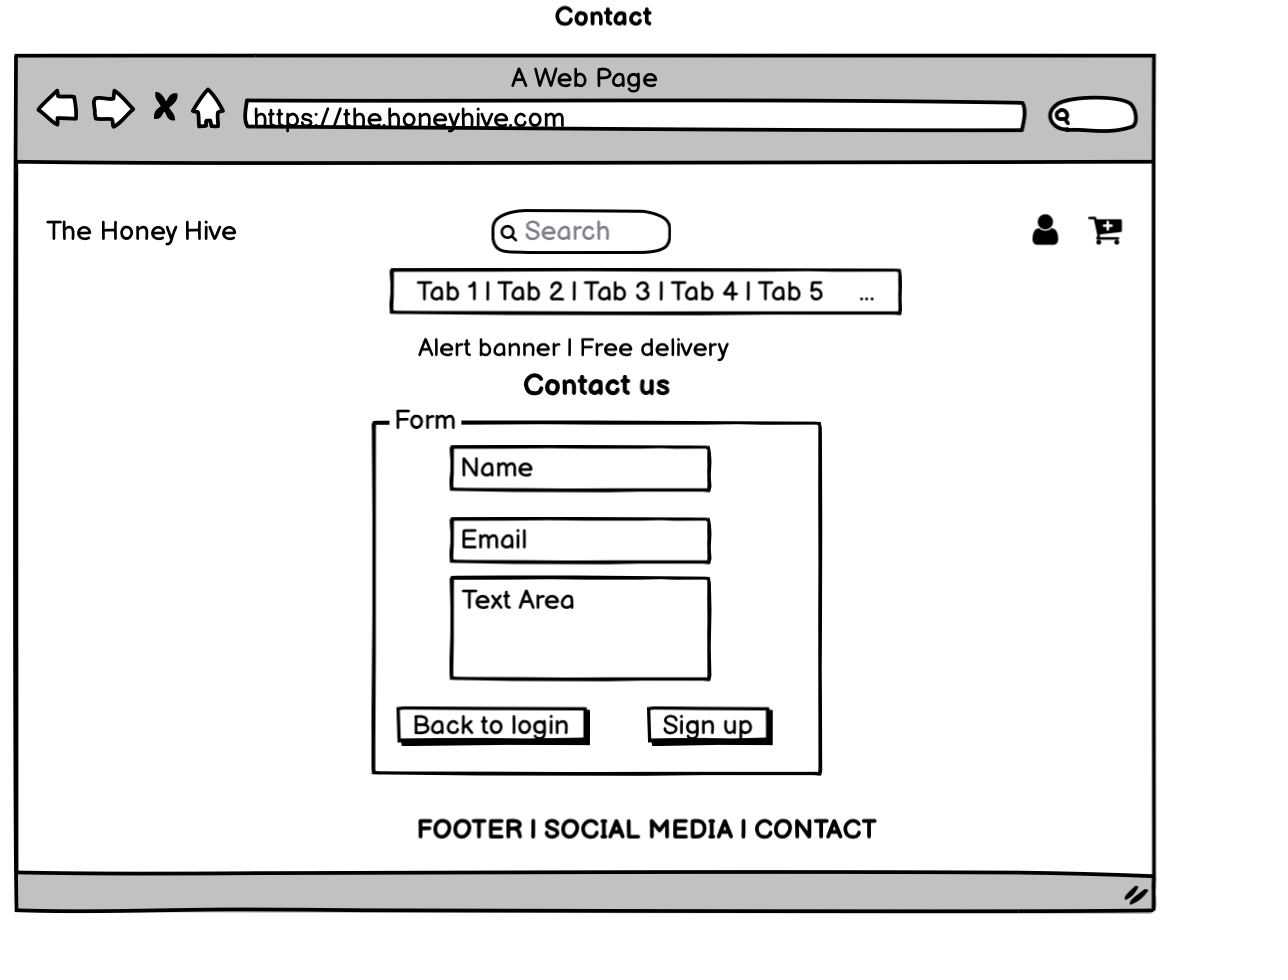 Contact
A Web Page
https://the.honeyhive.com
The Honey Hive
Search
Tab 1 | Tab 2 | Tab 3 | Tab 4 | Tab 5 ...
Alert banner | Free delivery
Contact us
Form
Name
Email
Text Area
Back to login
Sign up
FOOTER | SOCIAL MEDIA | CONTACT